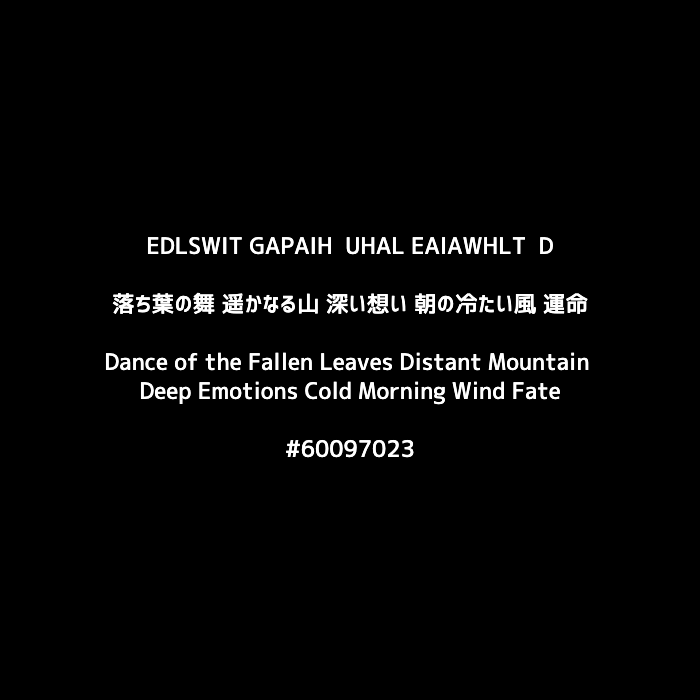 EDLSWIT GAPAIH  UHAL EAIAWHLT  D
落ち葉の舞 遥かなる山 深い想い 朝の冷たい風 運命
Dance of the Fallen Leaves Distant Mountain
Deep Emotions Cold Morning Wind Fate
#60097023